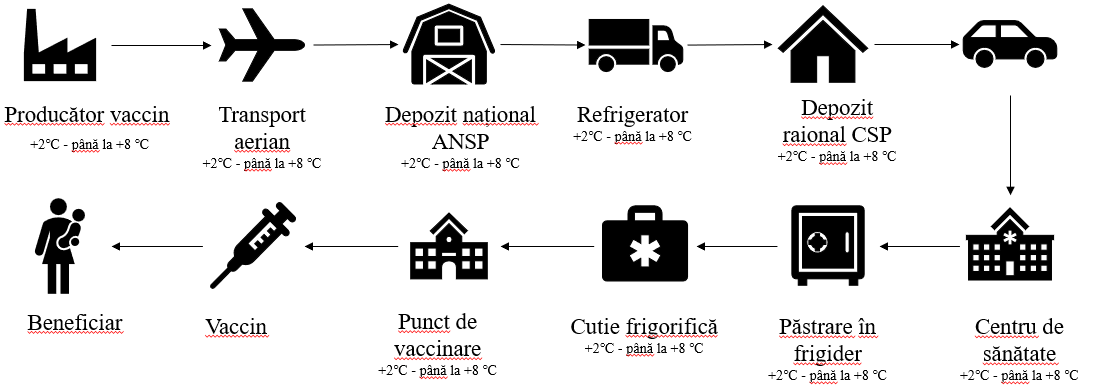 Producător vaccin
+2℃ - până la +8 ℃
Transport
aerian
+2℃ - până la +8 ℃
Depozit național
ANSP
+2℃ - până la +8 ℃
Refrigerator
+2℃ - până la +8 ℃
Depozit
raional CSP
+2℃ - până la +8 ℃
Beneficiar
Vaccin
Punct de
vaccinare
+2℃ - până la +8 ℃
Cutie frigorifică
+2℃ - până la +8 ℃
Păstrare în
frigider
+2℃ - până la +8 ℃
Centru de
sănătate
+2℃ - până la +8 ℃